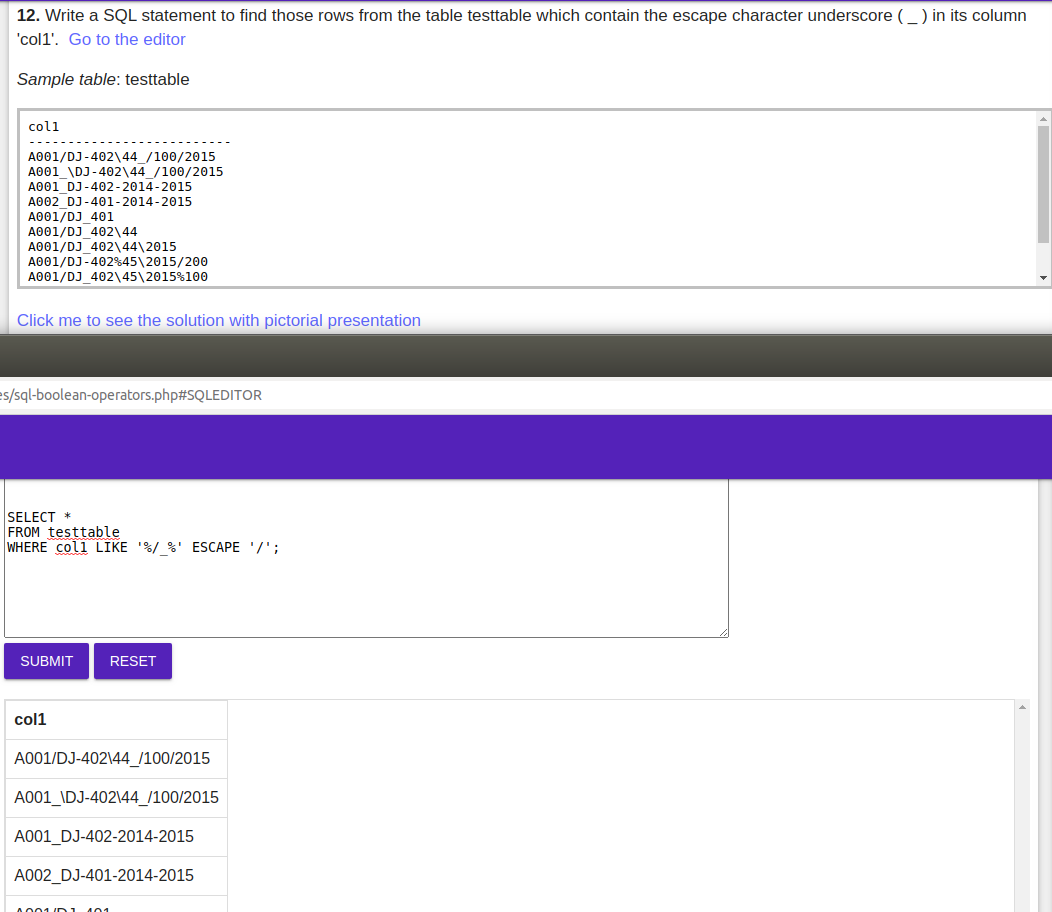 12. Write a SQL statement to find those rows from the table testtable which contain the escape character underscore ( _ ) in its column
'col1'. Go to the editor
Sample table: testtable
col1
--------------------------
A001/DJ-402\44_/100/2015
A001_\DJ-402\44_/100/2015
A001_DJ-402-2014-2015
A002_DJ-401-2014-2015
A001/DJ_401
A001/DJ_402\44
A001/DJ_402\44\2015
A001/DJ-402%45\2015/200
A001/DJ_402\45\2015%100
Click me to see the solution with pictorial presentation
es/sql-boolean-operators.php#SQLEDITOR
SELECT *
FROM testtable
WHERE col1 LIKE '%/_%' ESCAPE '/';
SUBMIT RESET
col1
A001/DJ-402\44_/100/2015
A001_\DJ-402\44_/100/2015
A001_DJ-402-2014-2015
A002_DJ-401-2014-2015